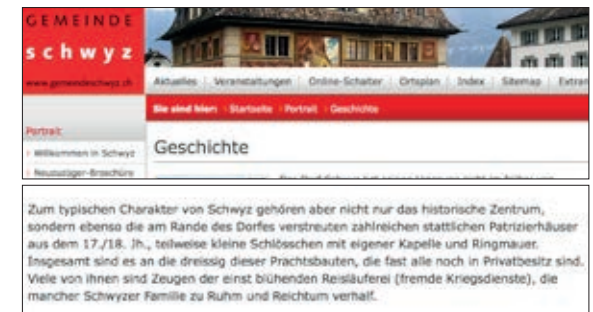 GEMEINDE
schwyz
www.gemeindeschwyz.ch
Aktuelles Veranstaltungen Online-Schalter Ortsplan Index Sitemap Extran
Sie sind hier: Startseite Portrait Geschichte
Portrait
Willkommen in Schwyz
Neuzuzüger-Broschüre
Geschichte
Zum typischen Charakter von Schwyz gehören aber nicht nur das historische Zentrum,
sondern ebenso die am Rande des Dorfes verstreuten zahlreichen stattlichen Patrizierhäuser
aus dem 17./18. Jh., teilweise kleine Schlösschen mit eigener Kapelle und Ringmauer.
Insgesamt sind es an die dreissig dieser Prachtsbauten, die fast alle noch in Privatbesitz sind.
Viele von ihnen sind Zeugen der einst blühenden Reisläuferei (fremde Kriegsdienste), die
mancher Schwyzer Familie zu Ruhm und Reichtum verhalf.